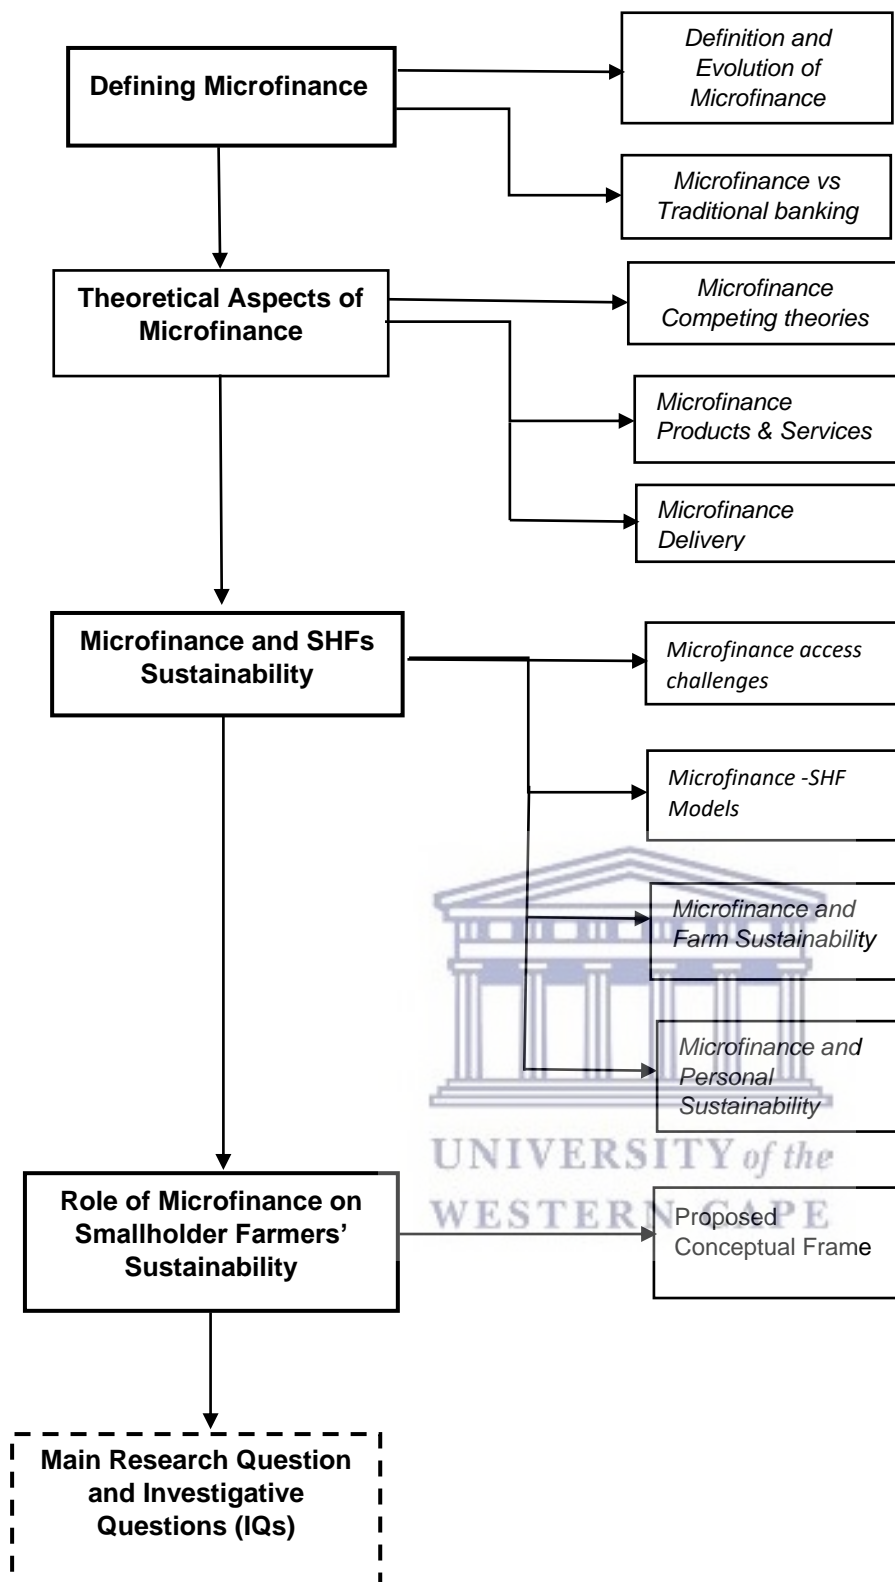 Defining Microfinance
Definition and
Evolution of
Microfinance
Microfinance vs
Traditional banking
Theoretical Aspects of
Microfinance
Microfinance
Competing theories
Microfinance
Products & Services
Microfinance
Delivery
Microfinance and SHFs
Sustainability
Microfinance access
challenges
Microfinance -SHF
Models
Microfinance and
Farm Sustainability
Microfinance and
Personal
Sustainability
UNIVERSITY of the
WESTERN CAPE
Role of Microfinance on
Smallholder Farmers’
Sustainability
Proposed
Conceptual Frame
Main Research Question
and Investigative
Questions (IQs)